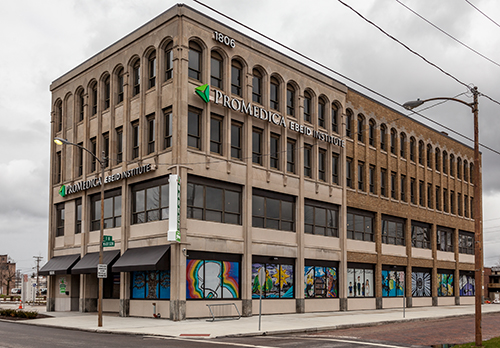 1806
PROMEDICA EBEID INSTITUTE
PROMEDICA EBEID INSTITUTE